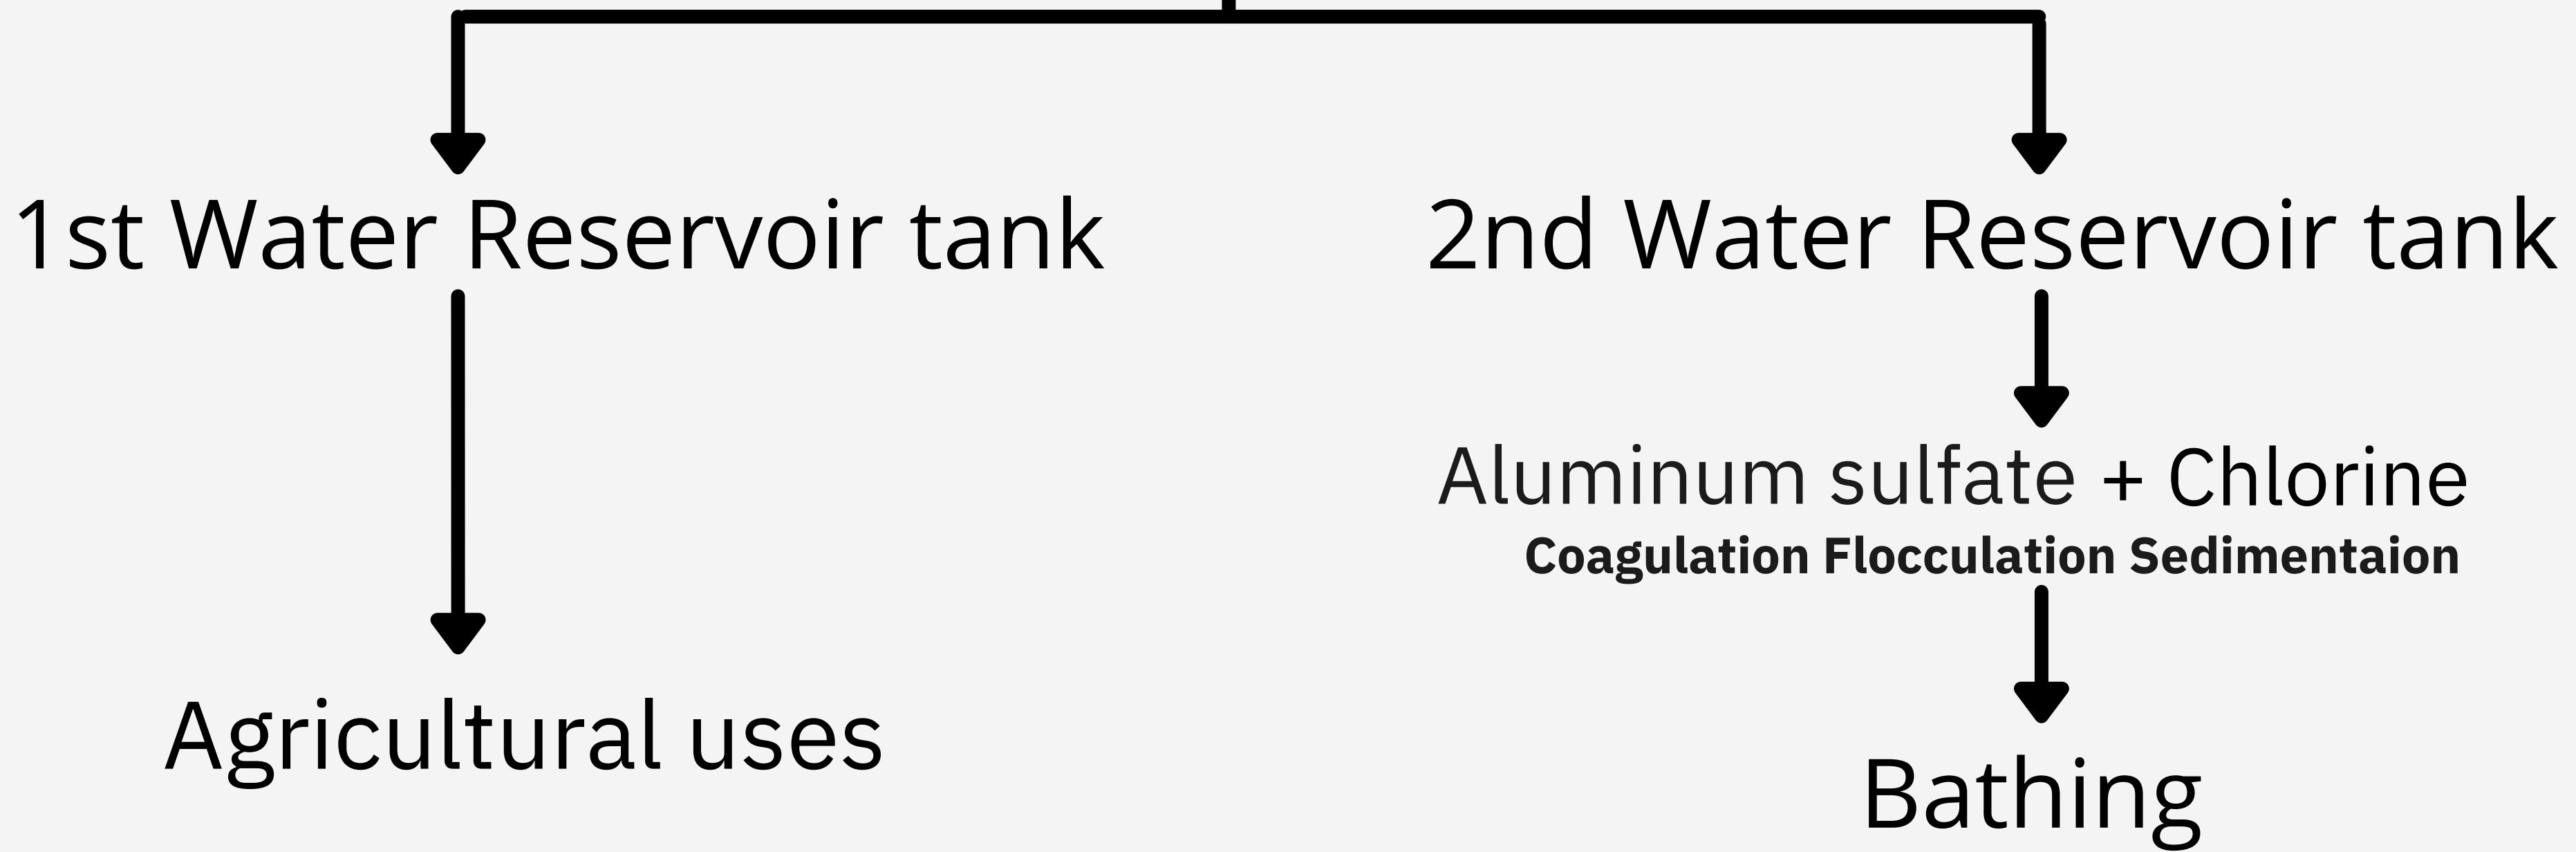 1st Water Reservoir tank
2nd Water Reservoir tank
Aluminum sulfate + Chlorine
Coagulation Flocculation Sedimentaion
Agricultural uses
Bathing